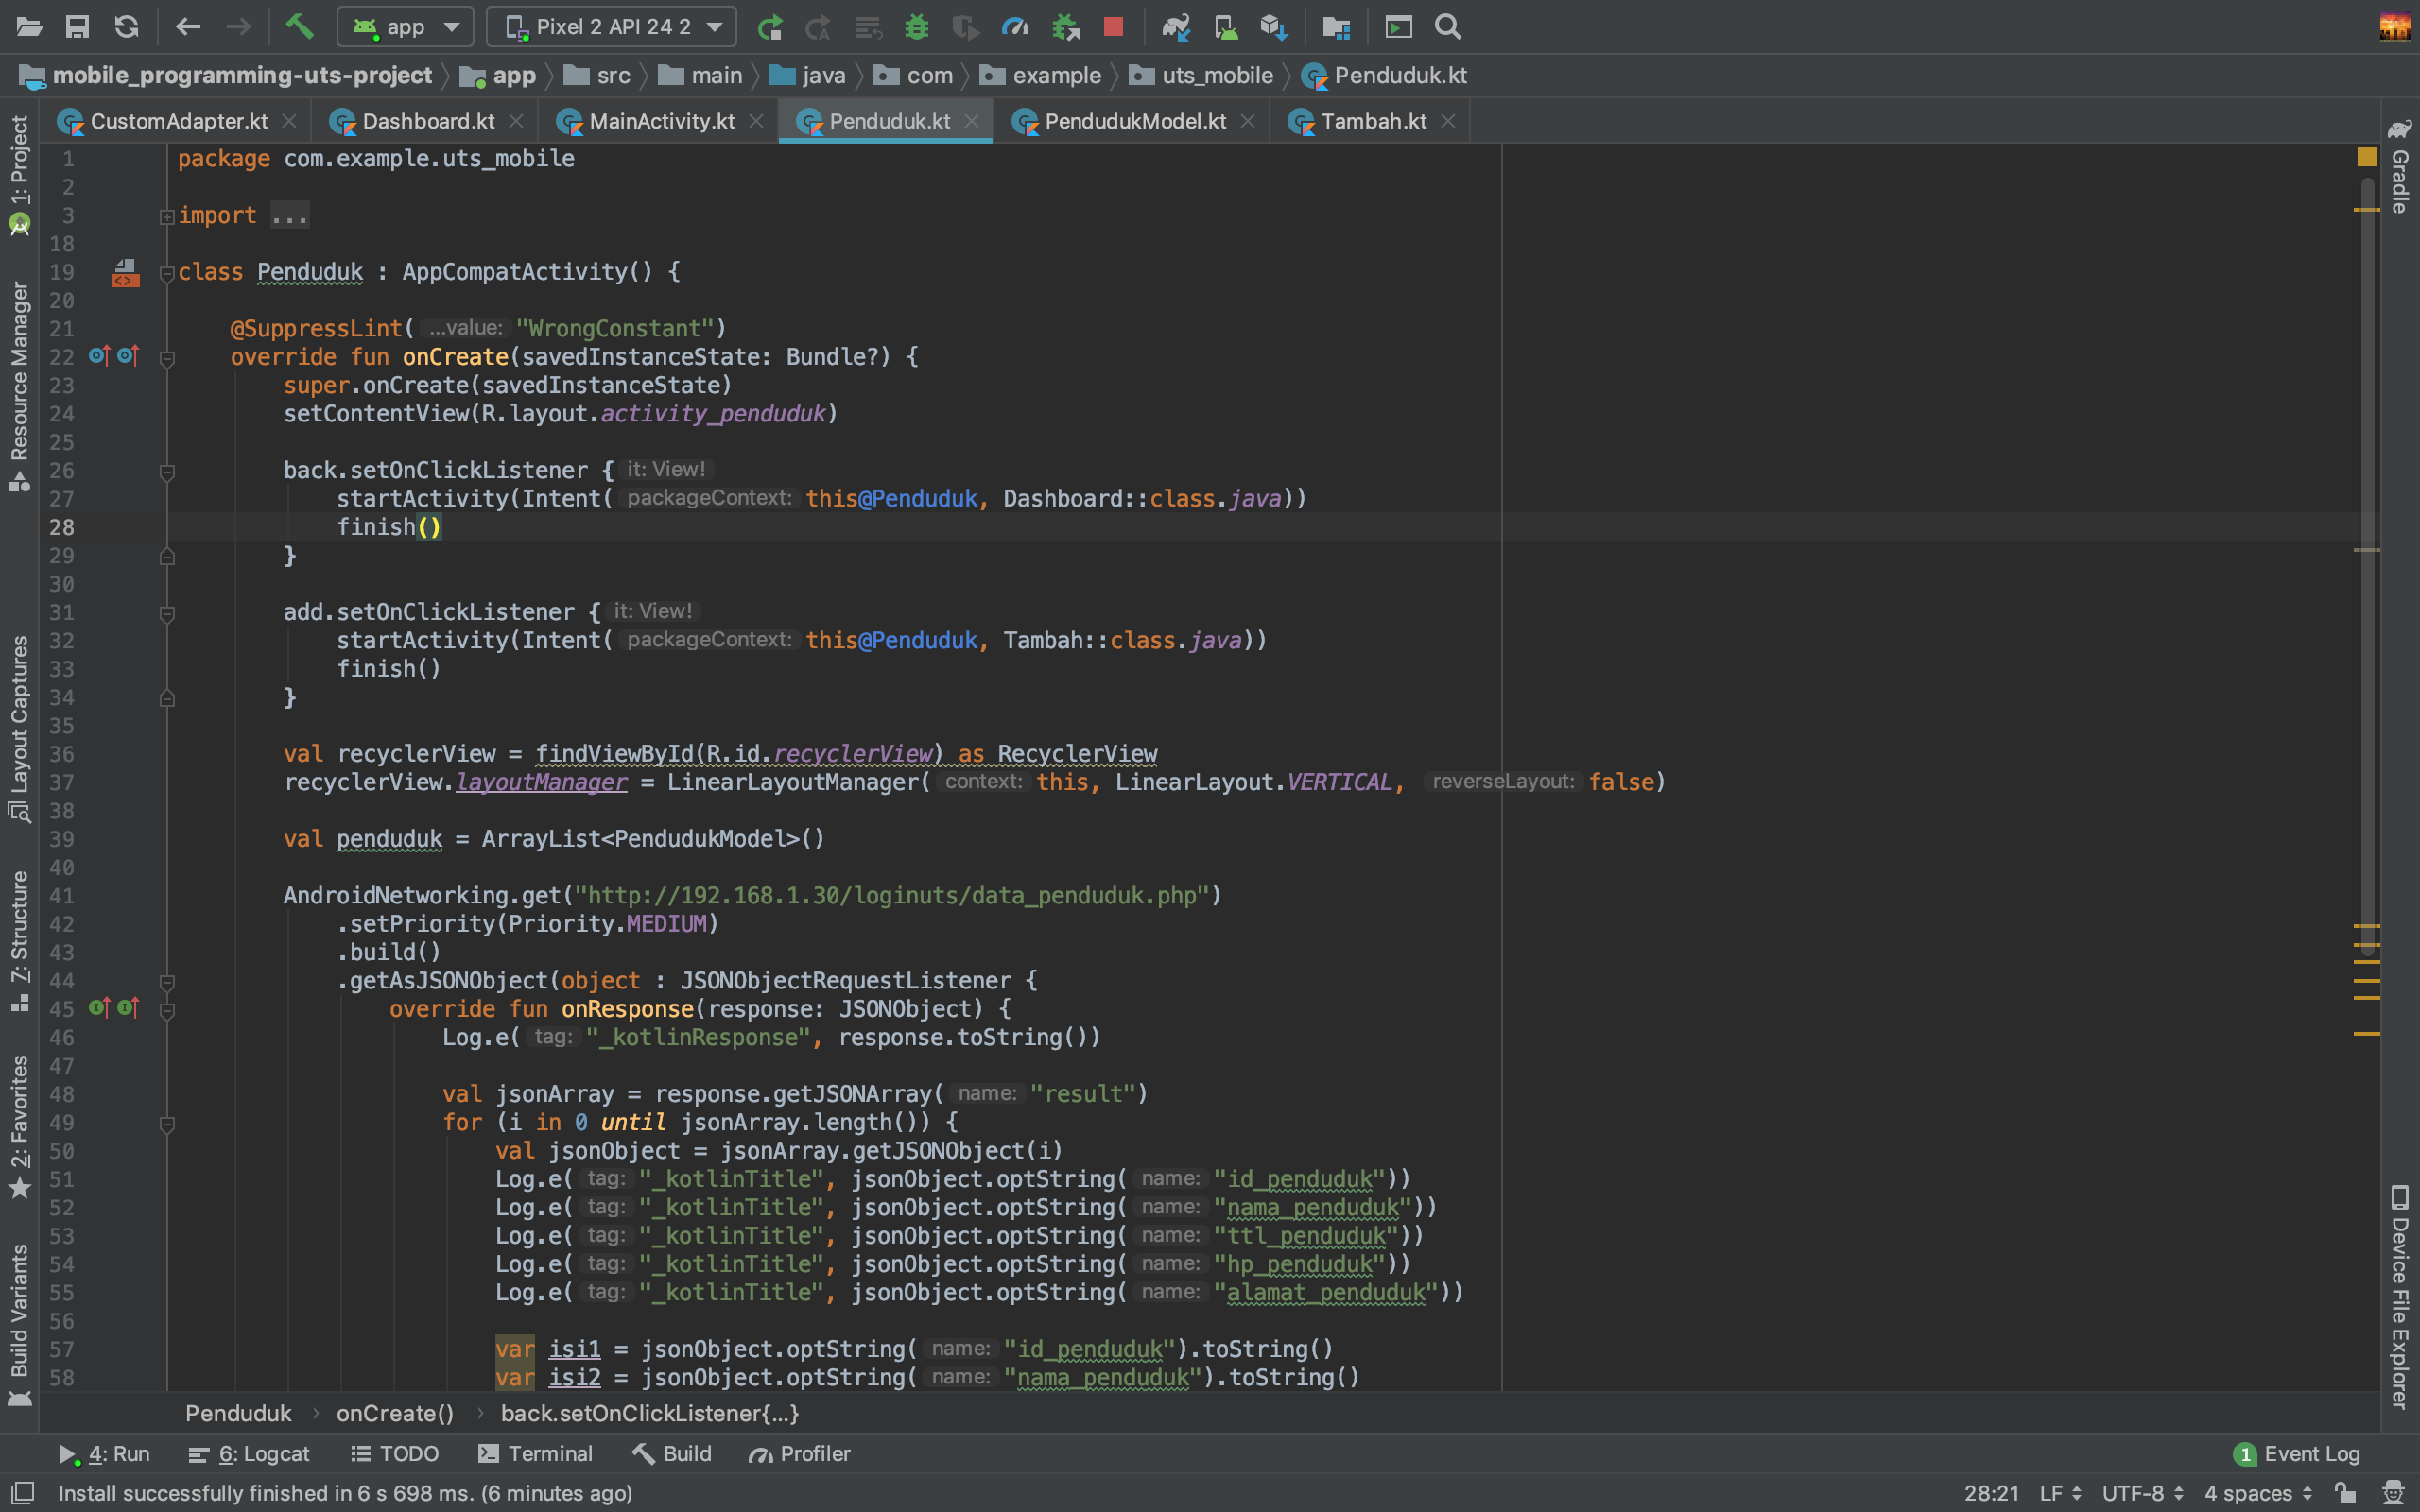 app
Pixel 2 API 24 2
mobile_programming-uts-project app src main java com example uts_mobile Penduduk.kt
CustomAdapter.kt Dashboard.kt MainActivity.kt Penduduk.kt PendudukModel.kt Tambah.kt
1: Project
Resource Manager
Layout Captures
7: Structure
2: Favorites
Build Variants
1 package com.example.uts_mobile
2
3 import ...
18
19 class Penduduk : AppCompatActivity() {
20
21 @SuppressLint( ...value: "WrongConstant")
22 override fun onCreate(savedInstanceState: Bundle?) {
23 super.onCreate(savedInstanceState)
24 setContentView(R.layout.activity_penduduk)
25
26 back.setOnClickListener { it: View!
27 startActivity(Intent( packageContext: this@Penduduk, Dashboard::class.java))
28 finish()
29 }
30
31 add.setOnClickListener { it: View!
32 startActivity(Intent( packageContext: this@Penduduk, Tambah::class.java))
33 finish()
34 }
35
36 val recyclerView = findViewById(R.id.recyclerView) as RecyclerView
37 recyclerView.layoutManager = LinearLayoutManager( context: this, LinearLayout.VERTICAL, reverseLayout: false)
38
39 val penduduk = ArrayList<PendudukModel>()
40
41 AndroidNetworking.get("http://192.168.1.30/loginuts/data_penduduk.php")
42 .setPriority(Priority.MEDIUM)
43 .build()
44 .getAsJSONObject(object : JSONObjectRequestListener {
45 override fun onResponse(response: JSONObject) {
46 Log.e( tag: "_kotlinResponse", response.toString())
47
48 val jsonArray = response.getJSONArray( name: "result")
49 for (i in 0 until jsonArray.length()) {
50 val jsonObject = jsonArray.getJSONObject(i)
51 Log.e( tag: "_kotlinTitle", jsonObject.optString( name: "id_penduduk"))
52 Log.e( tag: "_kotlinTitle", jsonObject.optString( name: "nama_penduduk"))
53 Log.e( tag: "_kotlinTitle", jsonObject.optString( name: "ttl_penduduk"))
54 Log.e( tag: "_kotlinTitle", jsonObject.optString( name: "hp_penduduk"))
55 Log.e( tag: "_kotlinTitle", jsonObject.optString( name: "alamat_penduduk"))
56
57 var isi1 = jsonObject.optString( name: "id_penduduk").toString()
58 var isi2 = jsonObject.optString( name: "nama_penduduk").toString()
Gradle
Device File Explorer
Penduduk › onCreate() › back.setOnClickListener{...}
4: Run 6: Logcat TODO Terminal Build Profiler 1 Event Log
Install successfully finished in 6 s 698 ms. (6 minutes ago) 28:21 LF UTF-8 4 spaces